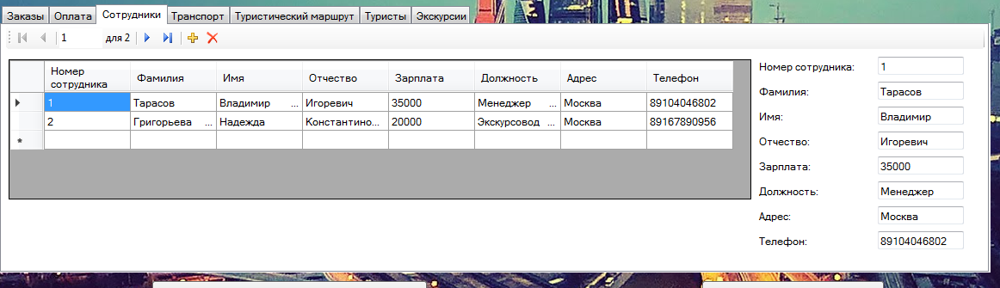 Заказы Оплата Сотрудники Транспорт Туристический маршрут Туристы Экскурсии
1 для 2
Номер сотрудника Фамилия Имя Отчество Зарплата Должность Адрес Телефон
1 Тарасов Владимир ... Игоревич 35000 Менеджер ... Москва 89104046802
2 Григорьева ... Надежда Константино... 20000 Экскурсовод ... Москва 89167890956
Номер сотрудника: 1
Фамилия: Тарасов
Имя: Владимир
Отчество: Игоревич
Зарплата: 35000
Должность: Менеджер
Адрес: Москва
Телефон: 89104046802